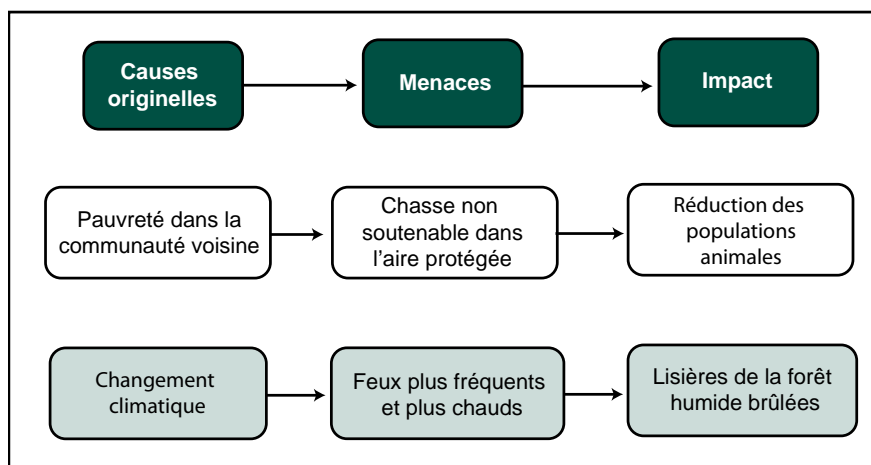 Causes
originelles
Menaces
Impact
Pauvreté dans la
communauté voisine
Chasse non
soutenable dans
l'aire protégée
Réduction des
populations
animales
Changement
climatique
Feux plus fréquents
et plus chauds
Lisières de la forêt
humide brûlées